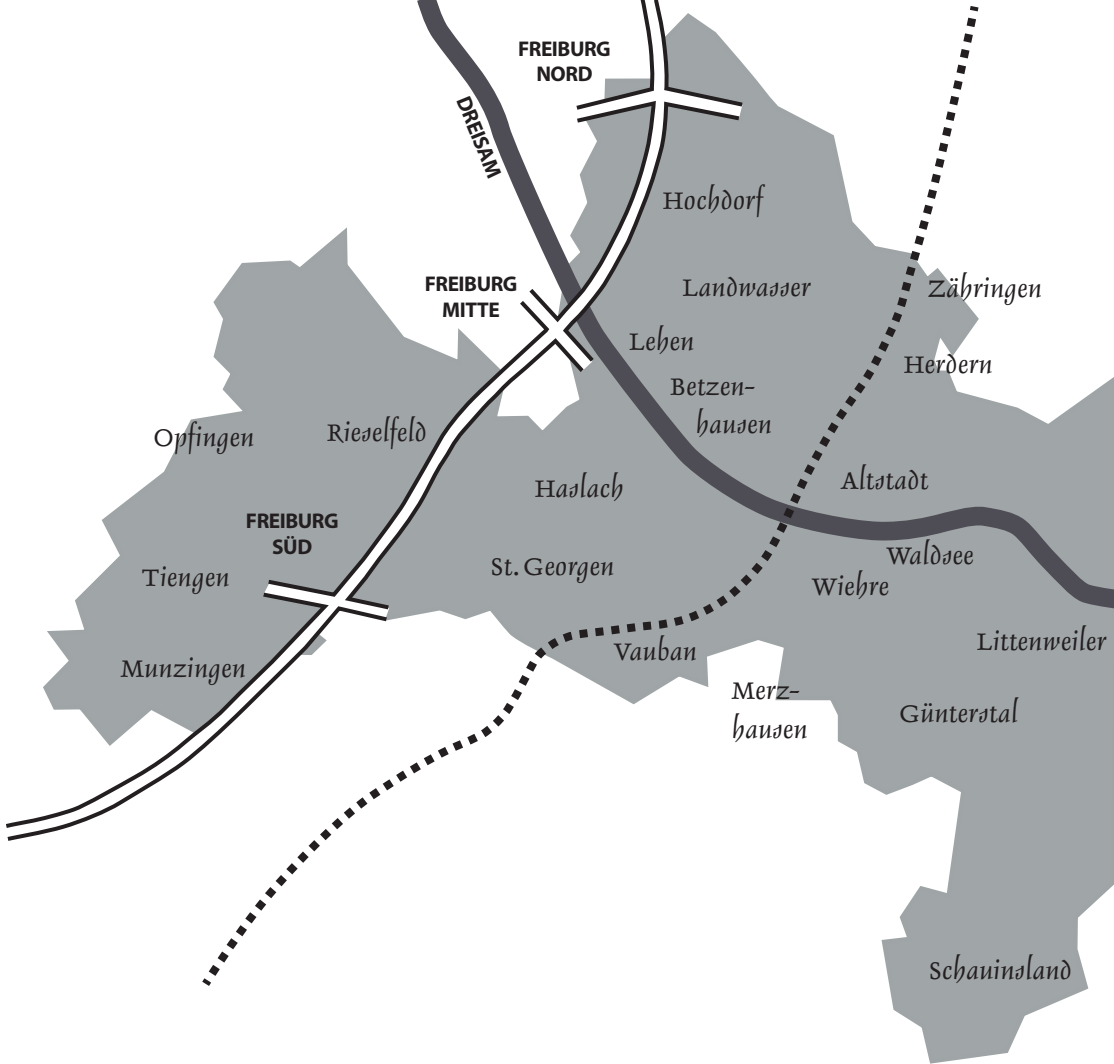 FREIBURG
NORD
DREISAM
Hochdorf
FREIBURG
MITTE
Landwasser
Zähringen
Lehen
Herdern
Betzen-
hausen
Opfingen
Rieselfeld
Haslach
Altstadt
FREIBURG
SÜD
Waldsee
St. Georgen
Tiengen
Wiehre
Littenweiler
Vauban
Munzingen
Merz-
hausen
Günterstal
Schauinsland